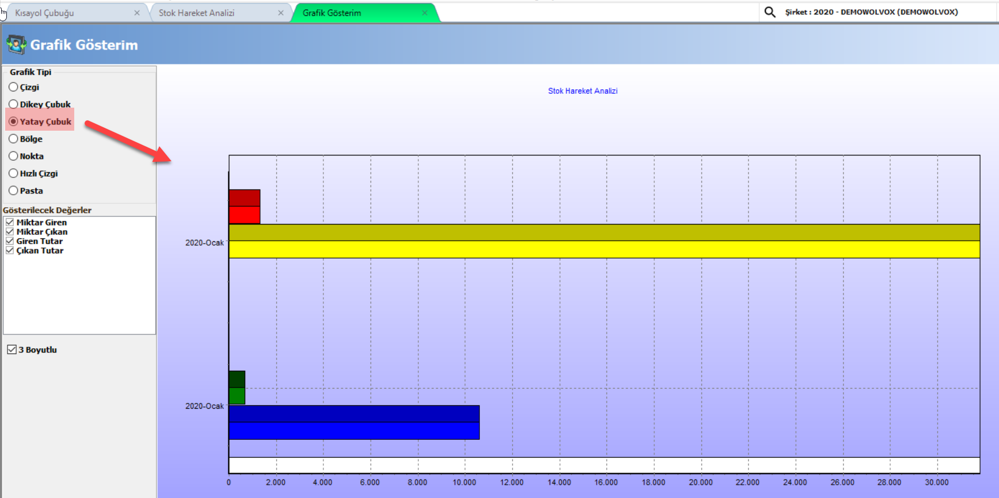 Kısayol Çubuğu
Stok Hareket Analizi
Grafik Gösterim
Şirket : 2020 - DEMOWOLVOX (DEMOWOLVOX)
Grafik Gösterim
Grafik Tipi
Çizgi
Dikey Çubuk
Yatay Çubuk
Bölge
Nokta
Hızlı Çizgi
Pasta
Gösterilecek Değerler
Miktar Giren
Miktar Çıkan
Giren Tutar
Çıkan Tutar
3 Boyutlu
Stok Hareket Analizi
2020-Ocak
2020-Ocak
0 2.000 4.000 6.000 8.000 10.000 12.000 14.000 16.000 18.000 20.000 22.000 24.000 26.000 28.000 30.000